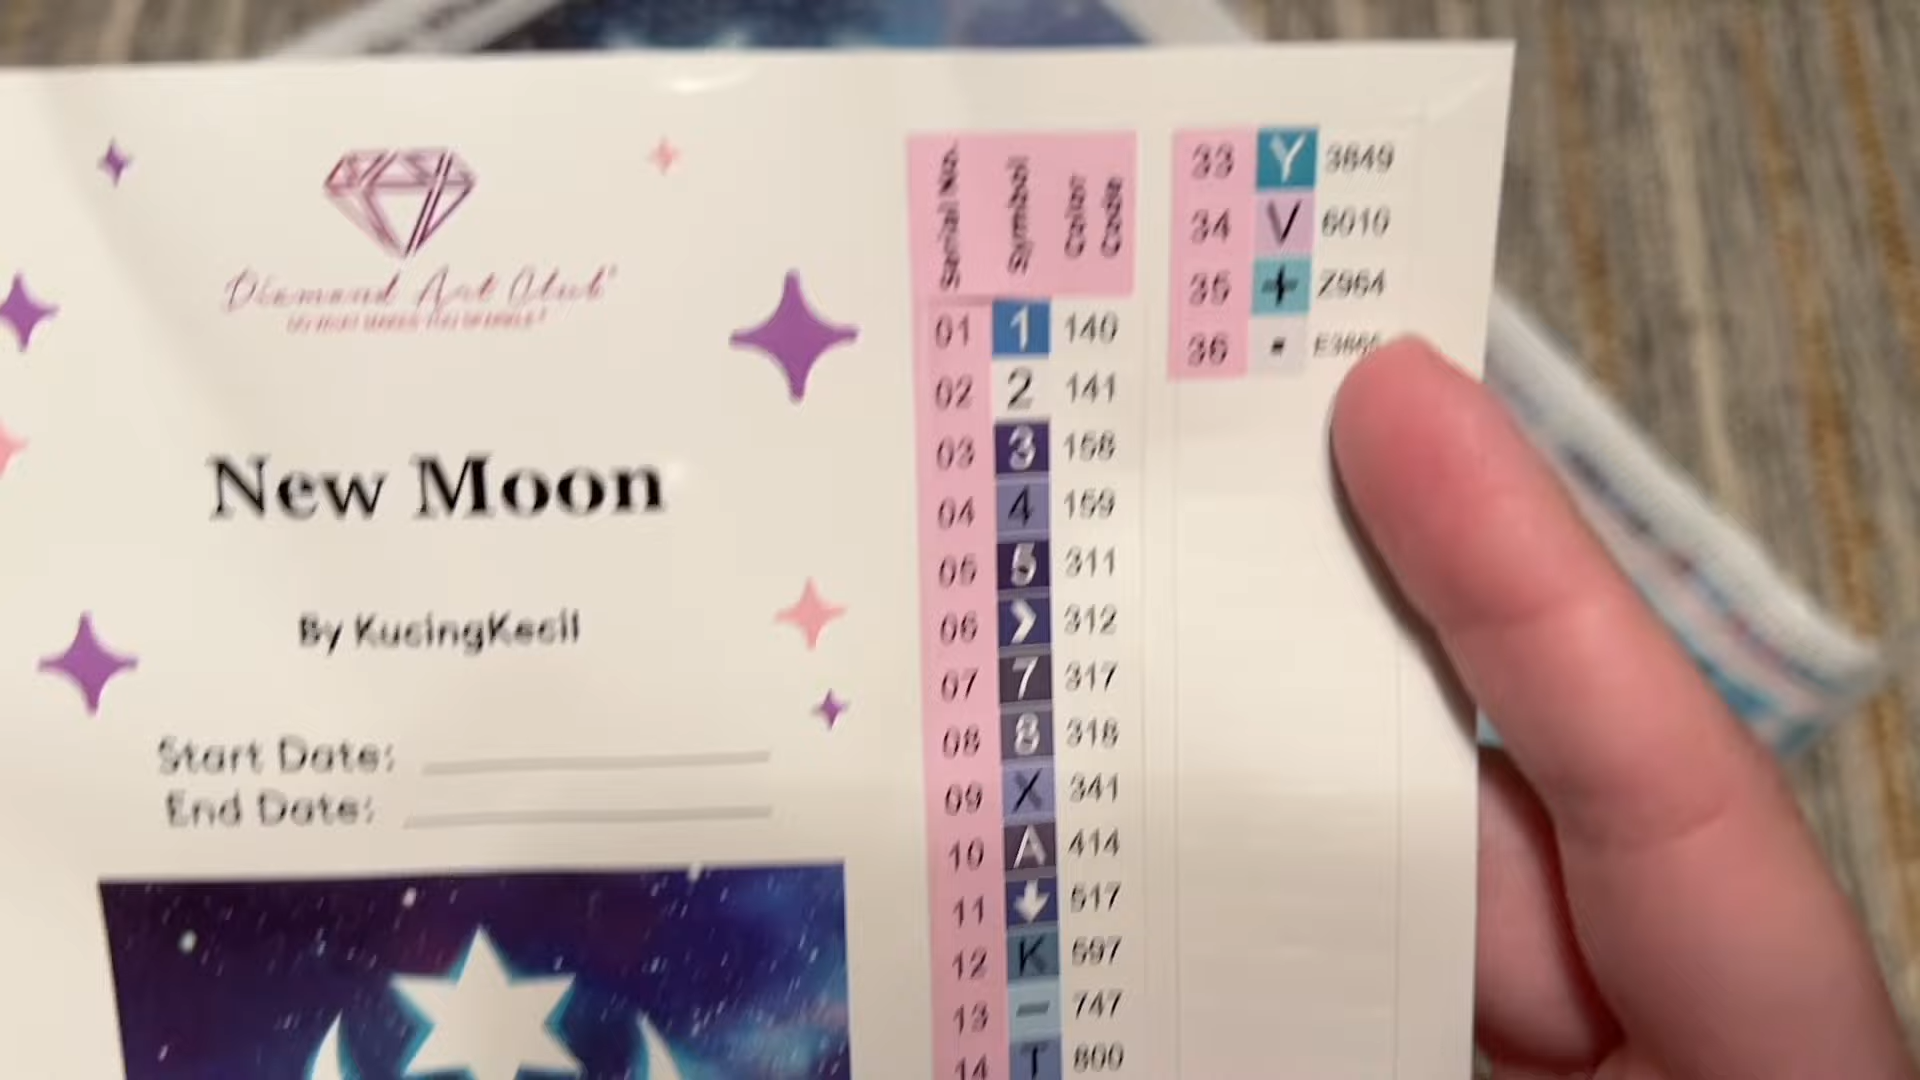 Diamond Art Club®
New Moon
By KucingKecil
Start Date:
End Date:
Serial No. Symbol Color Code
01 1 140
02 2 141
03 3 158
04 4 159
05 5 311
06 312
07 7 317
08 8 318
09 X 341
10 A 414
11 517
12 K 597
13 - 747
14 T 800
33 Y 3849
34 V 6010
35 + Z964
36 ▪